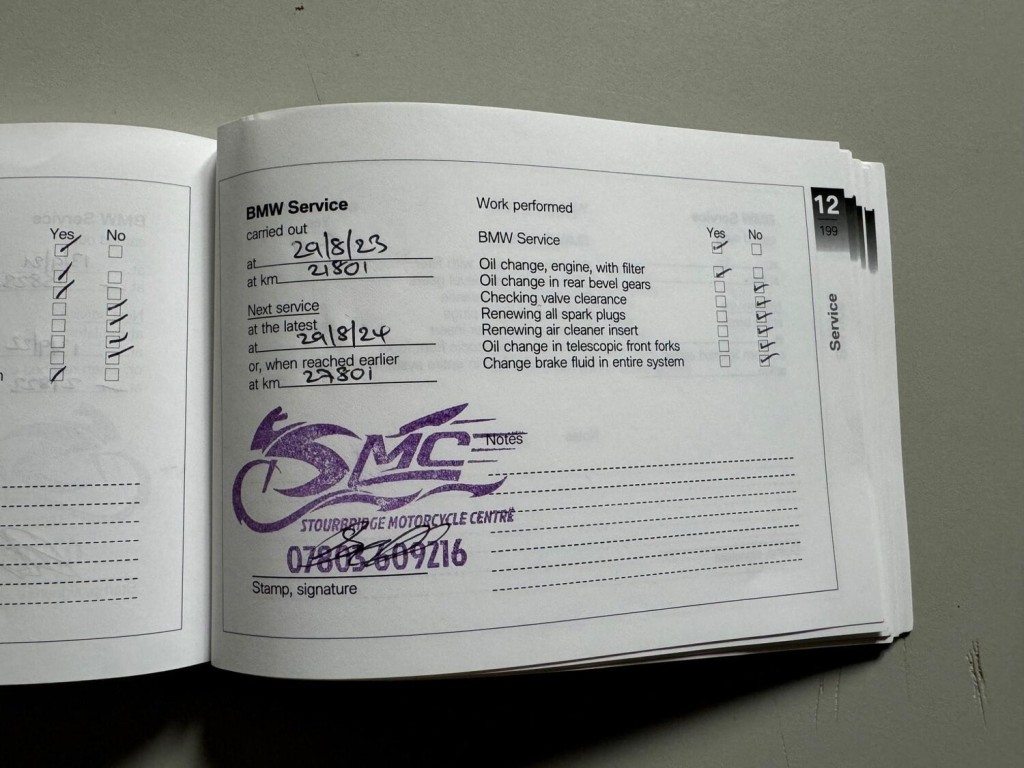 Yes No
BMW Service
carried out
at 29/8/23
at km 21801
Next service
at the latest
at 29/8/24
or, when reached earlier
at km 27801
SMC
STOURBRIDGE MOTORCYCLE CENTRE
07803 609216
Stamp, signature
Work performed
Yes No
BMW Service
Oil change, engine, with filter
Oil change in rear bevel gears
Checking valve clearance
Renewing all spark plugs
Renewing air cleaner insert
Oil change in telescopic front forks
Change brake fluid in entire system
Notes
12
199
Service